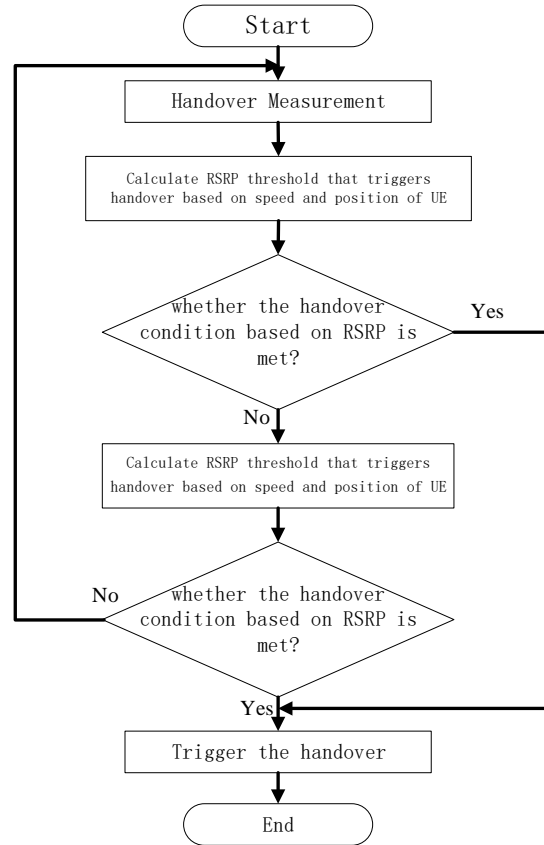 Start
Handover Measurement
Calculate RSRP threshold that triggers
handover based on speed and position of UE
whether the handover
condition based on RSRP is
met?
Yes
No
Calculate RSRP threshold that triggers
handover based on speed and position of UE
No
whether the handover
condition based on RSRP is
met?
Yes
Trigger the handover
End